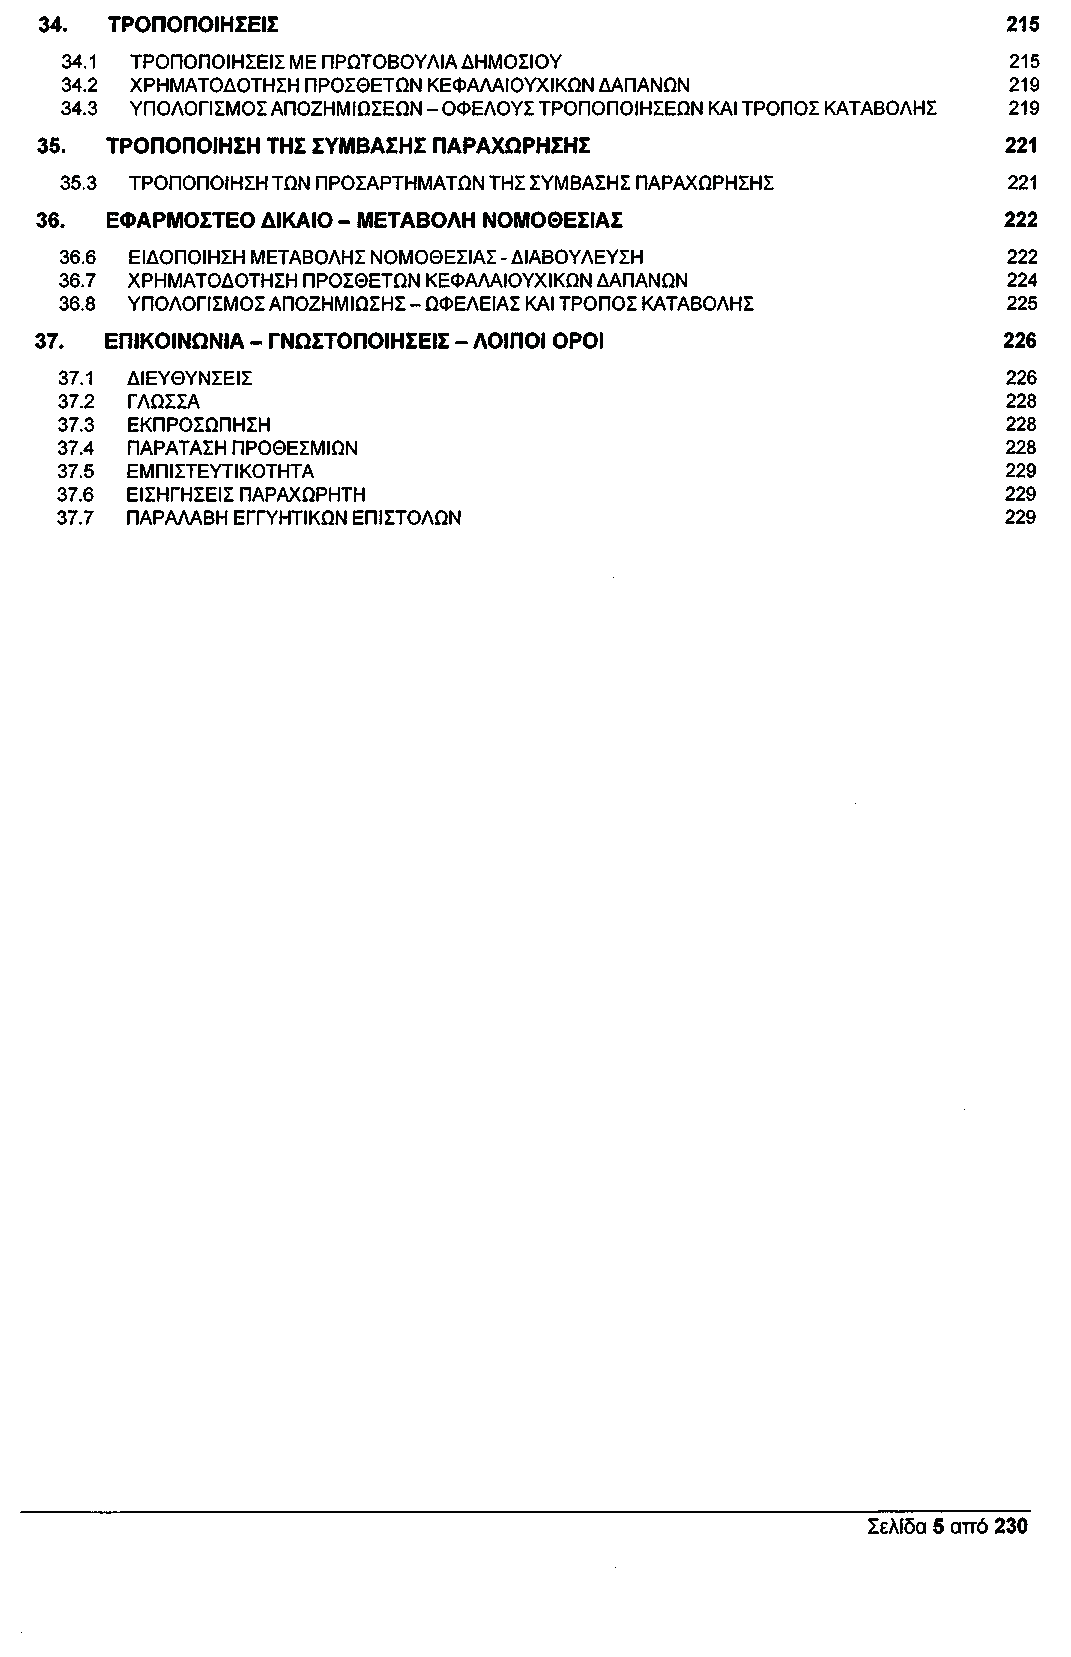 34. ΤΡΟΠΟΠΟΙΗΣΕΙΣ 215
34.1 ΤΡΟΠΟΠΟΙΗΣΕΙΣ ΜΕ ΠΡΩΤΟΒΟΥΛΙΑ ΔΗΜΟΣΙΟΥ 215
34.2 ΧΡΗΜΑΤΟΔΟΤΗΣΗ ΠΡΟΣΘΕΤΩΝ ΚΕΦΑΛΑΙΟΥΧΙΚΩΝ ΔΑΠΑΝΩΝ 219
34.3 ΥΠΟΛΟΓΙΣΜΟΣ ΑΠΟΖΗΜΙΩΣΕΩΝ – ΟΦΕΛΟΥΣ ΤΡΟΠΟΠΟΙΗΣΕΩΝ ΚΑΙ ΤΡΟΠΟΣ ΚΑΤΑΒΟΛΗΣ 219
35. ΤΡΟΠΟΠΟΙΗΣΗ ΤΗΣ ΣΥΜΒΑΣΗΣ ΠΑΡΑΧΩΡΗΣΗΣ 221
35.3 ΤΡΟΠΟΠΟΙΗΣΗ ΤΩΝ ΠΡΟΣΑΡΤΗΜΑΤΩΝ ΤΗΣ ΣΥΜΒΑΣΗΣ ΠΑΡΑΧΩΡΗΣΗΣ 221
36. ΕΦΑΡΜΟΣΤΕΟ ΔΙΚΑΙΟ – ΜΕΤΑΒΟΛΗ ΝΟΜΟΘΕΣΙΑΣ 222
36.6 ΕΙΔΟΠΟΙΗΣΗ ΜΕΤΑΒΟΛΗΣ ΝΟΜΟΘΕΣΙΑΣ - ΔΙΑΒΟΥΛΕΥΣΗ 222
36.7 ΧΡΗΜΑΤΟΔΟΤΗΣΗ ΠΡΟΣΘΕΤΩΝ ΚΕΦΑΛΑΙΟΥΧΙΚΩΝ ΔΑΠΑΝΩΝ 224
36.8 ΥΠΟΛΟΓΙΣΜΟΣ ΑΠΟΖΗΜΙΩΣΗΣ – ΩΦΕΛΕΙΑΣ ΚΑΙ ΤΡΟΠΟΣ ΚΑΤΑΒΟΛΗΣ 225
37. ΕΠΙΚΟΙΝΩΝΙΑ – ΓΝΩΣΤΟΠΟΙΗΣΕΙΣ – ΛΟΙΠΟΙ ΟΡΟΙ 226
37.1 ΔΙΕΥΘΥΝΣΕΙΣ 226
37.2 ΓΛΩΣΣΑ 228
37.3 ΕΚΠΡΟΣΩΠΗΣΗ 228
37.4 ΠΑΡΑΤΑΣΗ ΠΡΟΘΕΣΜΙΩΝ 228
37.5 ΕΜΠΙΣΤΕΥΤΙΚΟΤΗΤΑ 229
37.6 ΕΙΣΗΓΗΣΕΙΣ ΠΑΡΑΧΩΡΗΤΗ 229
37.7 ΠΑΡΑΛΑΒΗ ΕΓΓΥΗΤΙΚΩΝ ΕΠΙΣΤΟΛΩΝ 229
Σελίδα 5 από 230